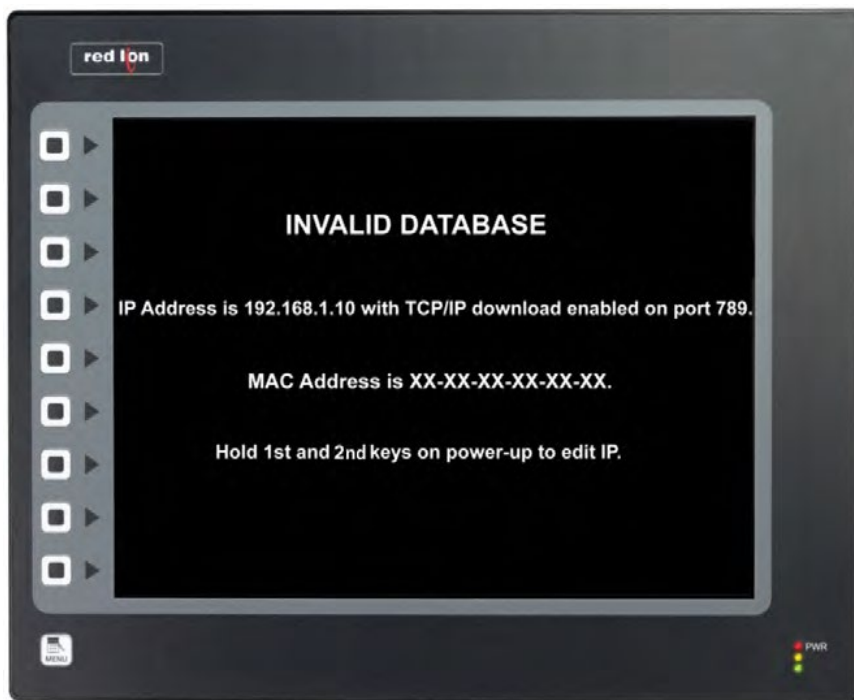 red lion
INVALID DATABASE
IP Address is 192.168.1.10 with TCP/IP download enabled on port 789.
MAC Address is XX-XX-XX-XX-XX-XX.
Hold 1st and 2nd keys on power-up to edit IP.
MENU
PWR